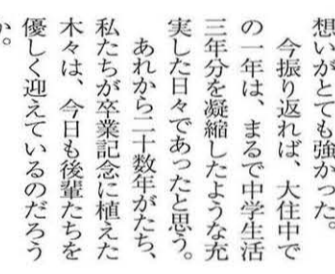 想いがとても強かった。
今振り返れば、大住中で
の一年は、まるで中学生活
三年分を凝縮したような充
実した日々であったと思う。
あれから二十数年がたち、
私たちが卒業記念に植えた
木々は、今日も後輩たちを
優しく迎えているのだろう
か。